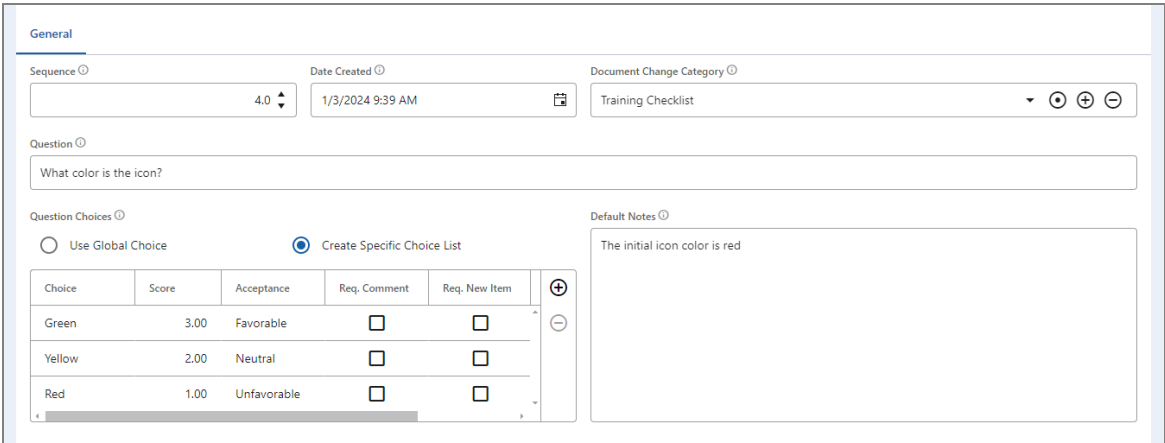 General
Sequence Date Created Document Change Category
4.0 1/3/2024 9:39 AM Training Checklist
Question
What color is the icon?
Question Choices Default Notes
Use Global Choice Create Specific Choice List The initial icon color is red
Choice Score Acceptance Req. Comment Req. New Item
Green 3.00 Favorable
Yellow 2.00 Neutral
Red 1.00 Unfavorable